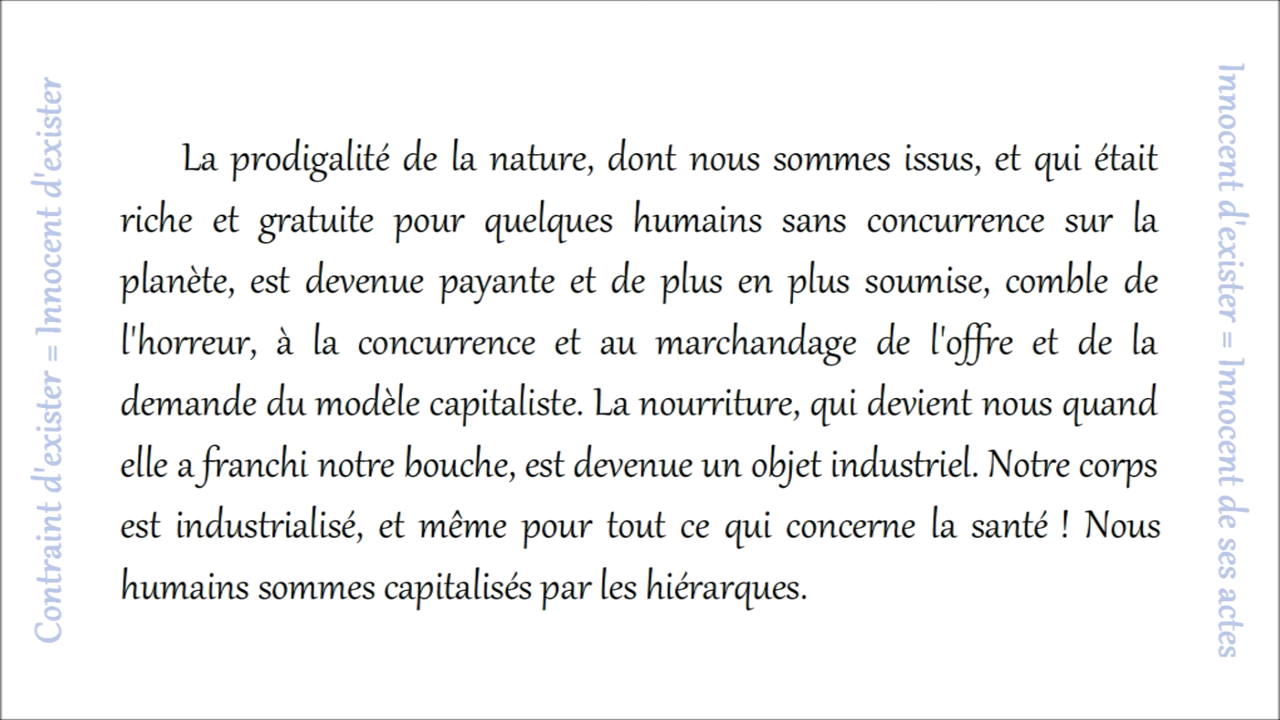 Contraint d'exister = Innocent d'exister
La prodigalité de la nature, dont nous sommes issus, et qui était
riche et gratuite pour quelques humains sans concurrence sur la
planète, est devenue payante et de plus en plus soumise, comble de
l'horreur, à la concurrence et au marchandage de l'offre et de la
demande du modèle capitaliste. La nourriture, qui devient nous quand
elle a franchi notre bouche, est devenue un objet industriel. Notre corps
est industrialisé, et même pour tout ce qui concerne la santé ! Nous
humains sommes capitalisés par les hiérarques.
Innocent d'exister = Innocent de ses actes